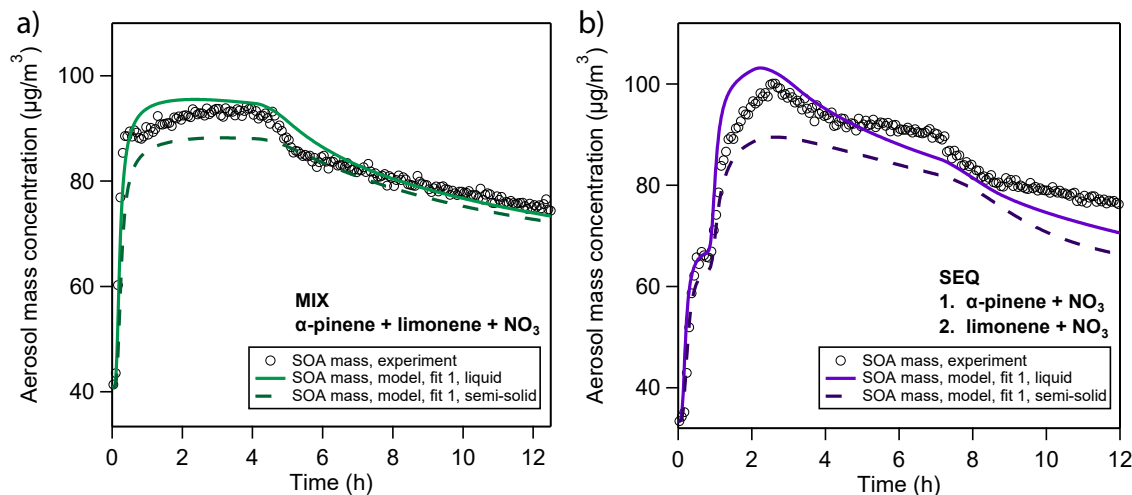 a)
Aerosol mass concentration (µg/m³)
100
80
60
40
0
2
4
6
8
10
12
Time (h)
MIX
α-pinene + limonene + NO₃
SOA mass, experiment
SOA mass, model, fit 1, liquid
SOA mass, model, fit 1, semi-solid
b)
Aerosol mass concentration (µg/m³)
100
80
60
40
0
2
4
6
8
10
12
Time (h)
SEQ
1. α-pinene + NO₃
2. limonene + NO₃
SOA mass, experiment
SOA mass, model, fit 1, liquid
SOA mass, model, fit 1, semi-solid